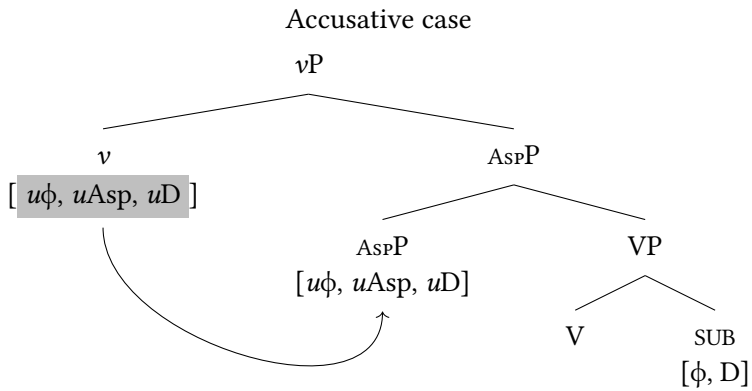 Accusative case
vP
v AspP
[ uϕ, uAsp, uD ]
AspP VP
[uϕ, uAsp, uD]
V SUB
[ϕ, D]